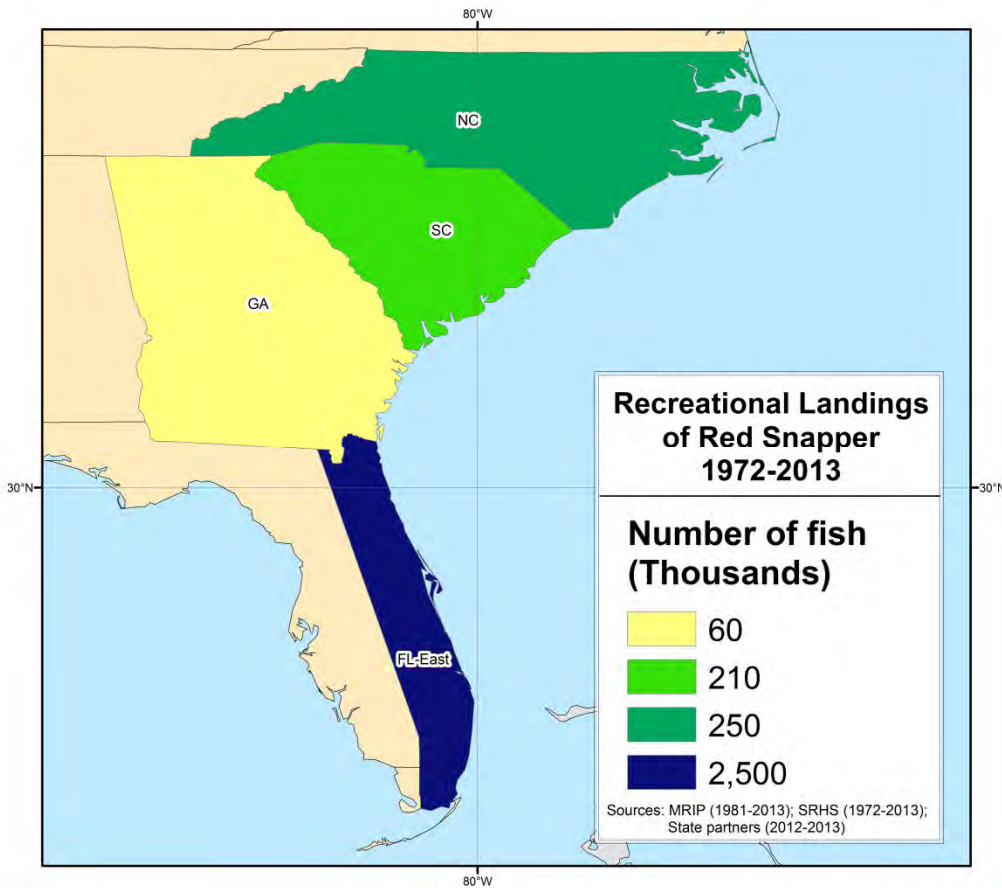 80°W
NC
SC
GA
30°N
30°N
FL-East
Recreational Landings
of Red Snapper
1972-2013
Number of fish
(Thousands)
60
210
250
2,500
Sources: MRIP (1981-2013); SRHS (1972-2013);
State partners (2012-2013)
80°W